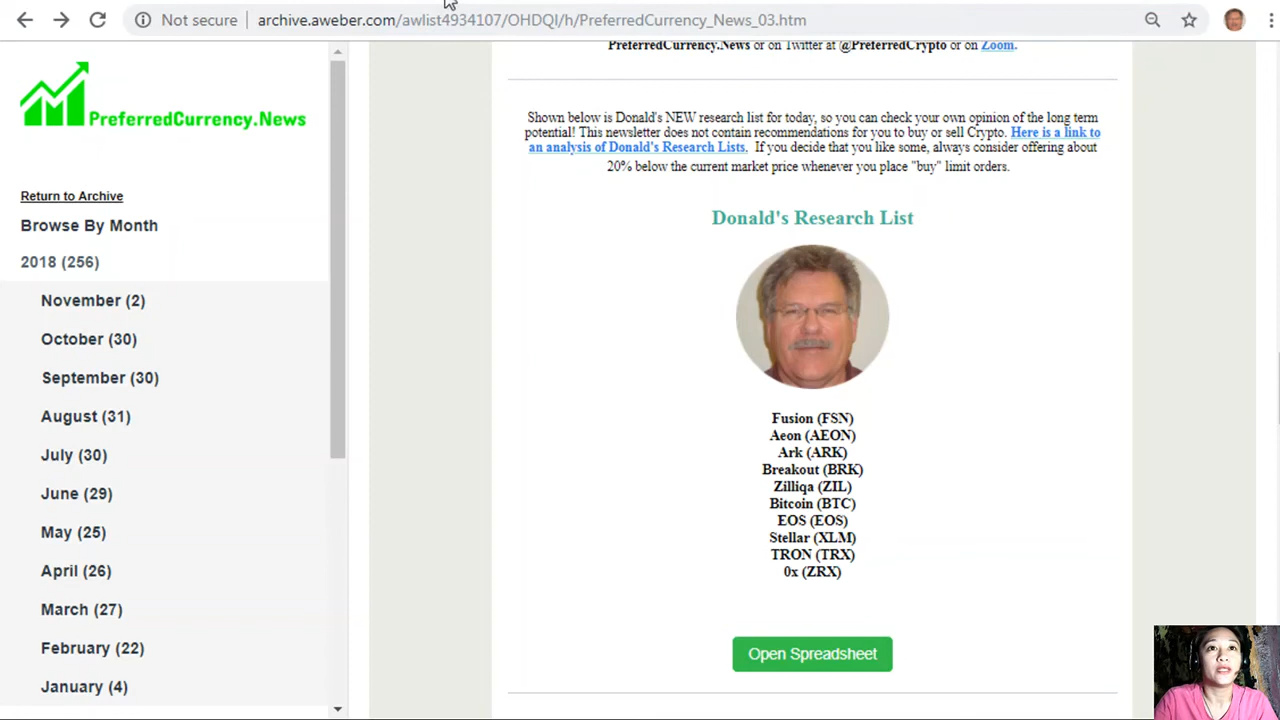 Not secure
archive.aweber.com/awlist4934107/OHDQI/h/PreferredCurrency_News_03.htm
PreferredCurrency.News
Return to Archive
Browse By Month
2018 (256)
November (2)
October (30)
September (30)
August (31)
July (30)
June (29)
May (25)
April (26)
March (27)
February (22)
January (4)
PreferredCurrency.News or on Twitter at @PreferredCrypto or on Zoom.
Shown below is Donald's NEW research list for today, so you can check your own opinion of the long term
potential! This newsletter does not contain recommendations for you to buy or sell Crypto. Here is a link to
an analysis of Donald's Research Lists. If you decide that you like some, always consider offering about
20% below the current market price whenever you place "buy" limit orders.
Donald's Research List
Fusion (FSN)
Aeon (AEON)
Ark (ARK)
Breakout (BRK)
Zilliqa (ZIL)
Bitcoin (BTC)
EOS (EOS)
Stellar (XLM)
TRON (TRX)
0x (ZRX)
Open Spreadsheet